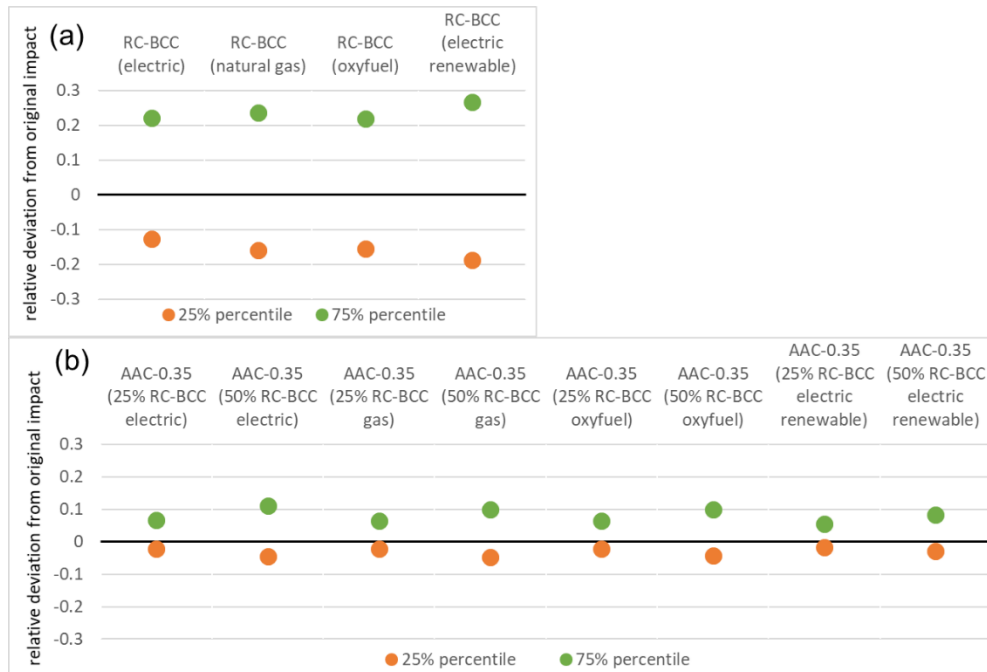 (a)
RC-BCC
(electric)
RC-BCC
(natural gas)
RC-BCC
(oxyfuel)
RC-BCC
(electric
renewable)
relative deviation from original impact
0.3
0.2
0.1
0
-0.1
-0.2
-0.3
25% percentile
75% percentile
(b)
AAC-0.35
(25% RC-BCC
electric)
AAC-0.35
(50% RC-BCC
electric)
AAC-0.35
(25% RC-BCC
gas)
AAC-0.35
(50% RC-BCC
gas)
AAC-0.35
(25% RC-BCC
oxyfuel)
AAC-0.35
(50% RC-BCC
oxyfuel)
AAC-0.35
(25% RC-BCC
electric
renewable)
AAC-0.35
(50% RC-BCC
electric
renewable)
relative deviation from original impact
0.3
0.2
0.1
0
-0.1
-0.2
-0.3
25% percentile
75% percentile